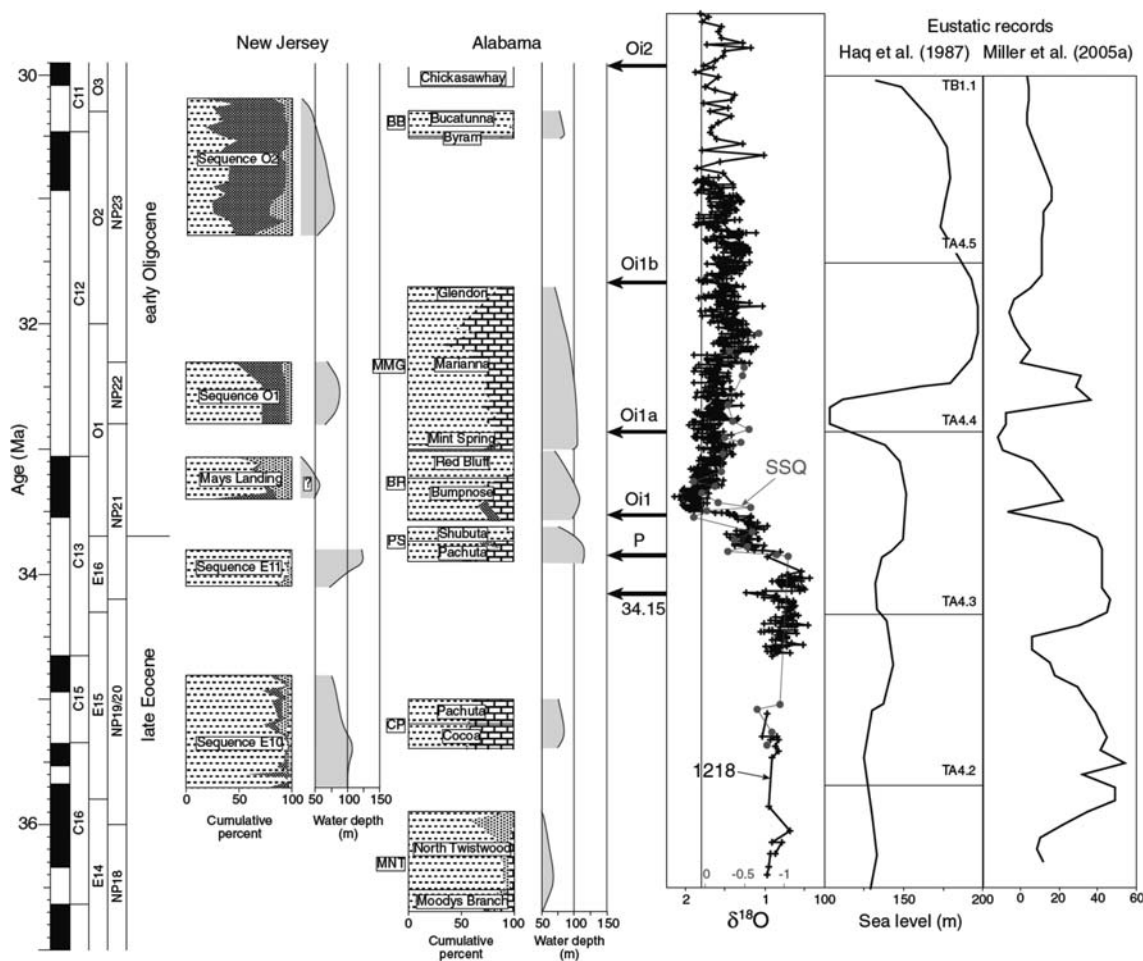 Eustatic records
New Jersey
Alabama
Haq et al. (1987)
Miller et al. (2005a)
Oi2
30
C11
O3
Chickasawhay
TB1.1
BB
Bucatunna
Byram
Sequence O2
early Oligocene
O2
NP23
TA4.5
C12
Oi1b
Glendon
32
MMG
Marianna
NP22
Sequence O1
O1
Oi1a
TA4.4
Mint Spring
Age (Ma)
Mays Landing
?
Red Bluff
BR
Bumpnose
SSQ
NP21
Oi1
C13
PS
Shubuta
Pachuta
P
34
E16
Sequence E11
34.15
TA4.3
late Eocene
C15
E15
NP19/20
Pachuta
CP
Cocoa
Sequence E10
1218
TA4.2
0 50 100
50 100 150
Cumulative
percent
Water depth
(m)
36
C16
E14
NP18
North Twistwood
MNT
Moodys Branch
0 50 100
50 100 150
Cumulative
percent
Water depth
(m)
0 -0.5 -1
2 1
δ18O
100 150 200
Sea level (m)
0 20 40 60